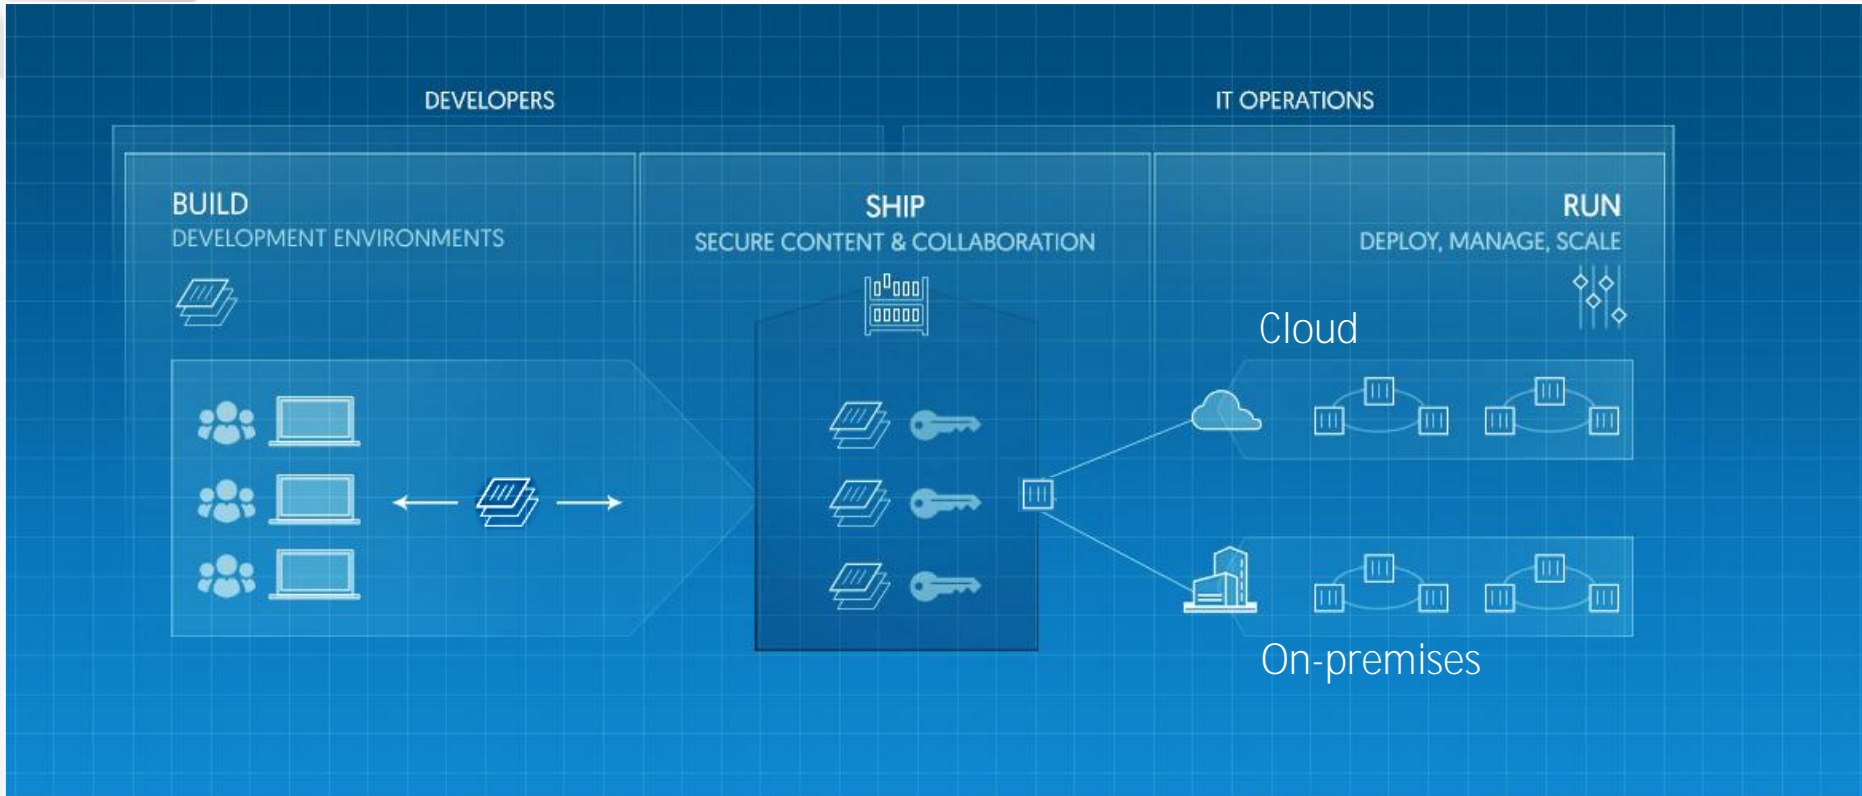 DEVELOPERS
IT OPERATIONS
BUILD
DEVELOPMENT ENVIRONMENTS
SHIP
SECURE CONTENT & COLLABORATION
RUN
DEPLOY, MANAGE, SCALE
Cloud
On-premises